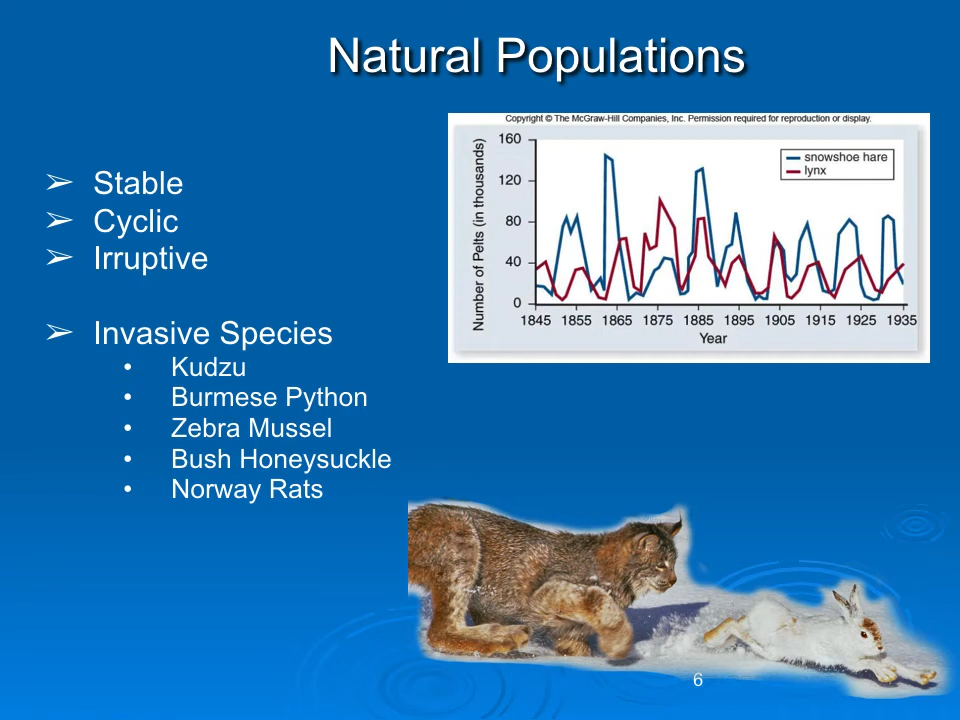 Natural Populations
➢ Stable
➢ Cyclic
➢ Irruptive
➢ Invasive Species
• Kudzu
• Burmese Python
• Zebra Mussel
• Bush Honeysuckle
• Norway Rats
Copyright © The McGraw-Hill Companies, Inc. Permission required for reproduction or display.
Number of Pelts (in thousands)
160
120
80
40
0
snowshoe hare
lynx
1845 1855 1865 1875 1885 1895 1905 1915 1925 1935
Year
6